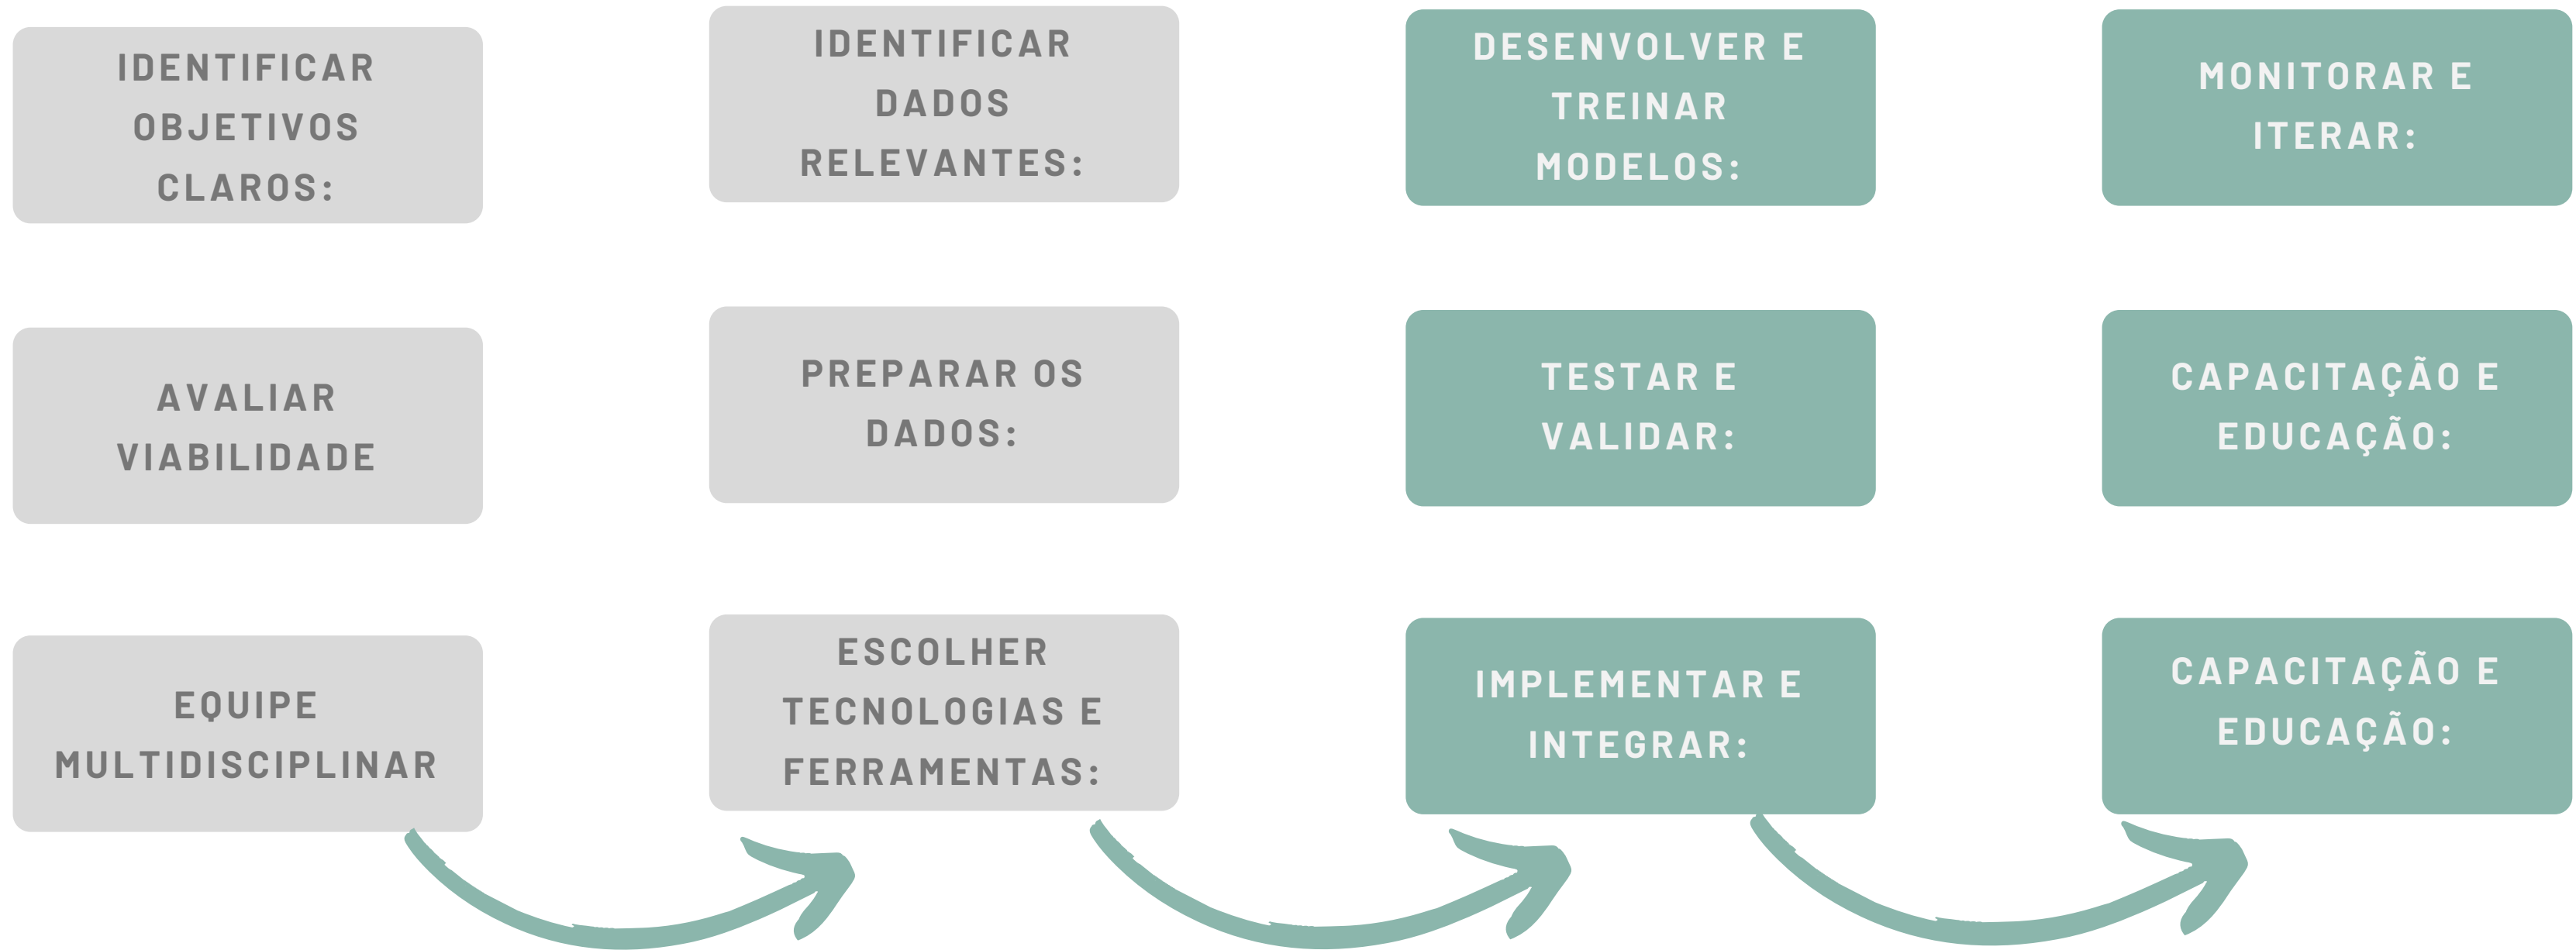 IDENTIFICAR
OBJETIVOS
CLAROS:
AVALIAR
VIABILIDADE
EQUIPE
MULTIDISCIPLINAR
IDENTIFICAR
DADOS
RELEVANTES:
PREPARAR OS
DADOS:
ESCOLHER
TECNOLOGIAS E
FERRAMENTAS:
DESENVOLVER E
TREINAR
MODELOS:
TESTAR E
VALIDAR:
IMPLEMENTAR E
INTEGRAR:
MONITORAR E
ITERAR:
CAPACITAÇÃO E
EDUCAÇÃO:
CAPACITAÇÃO E
EDUCAÇÃO: